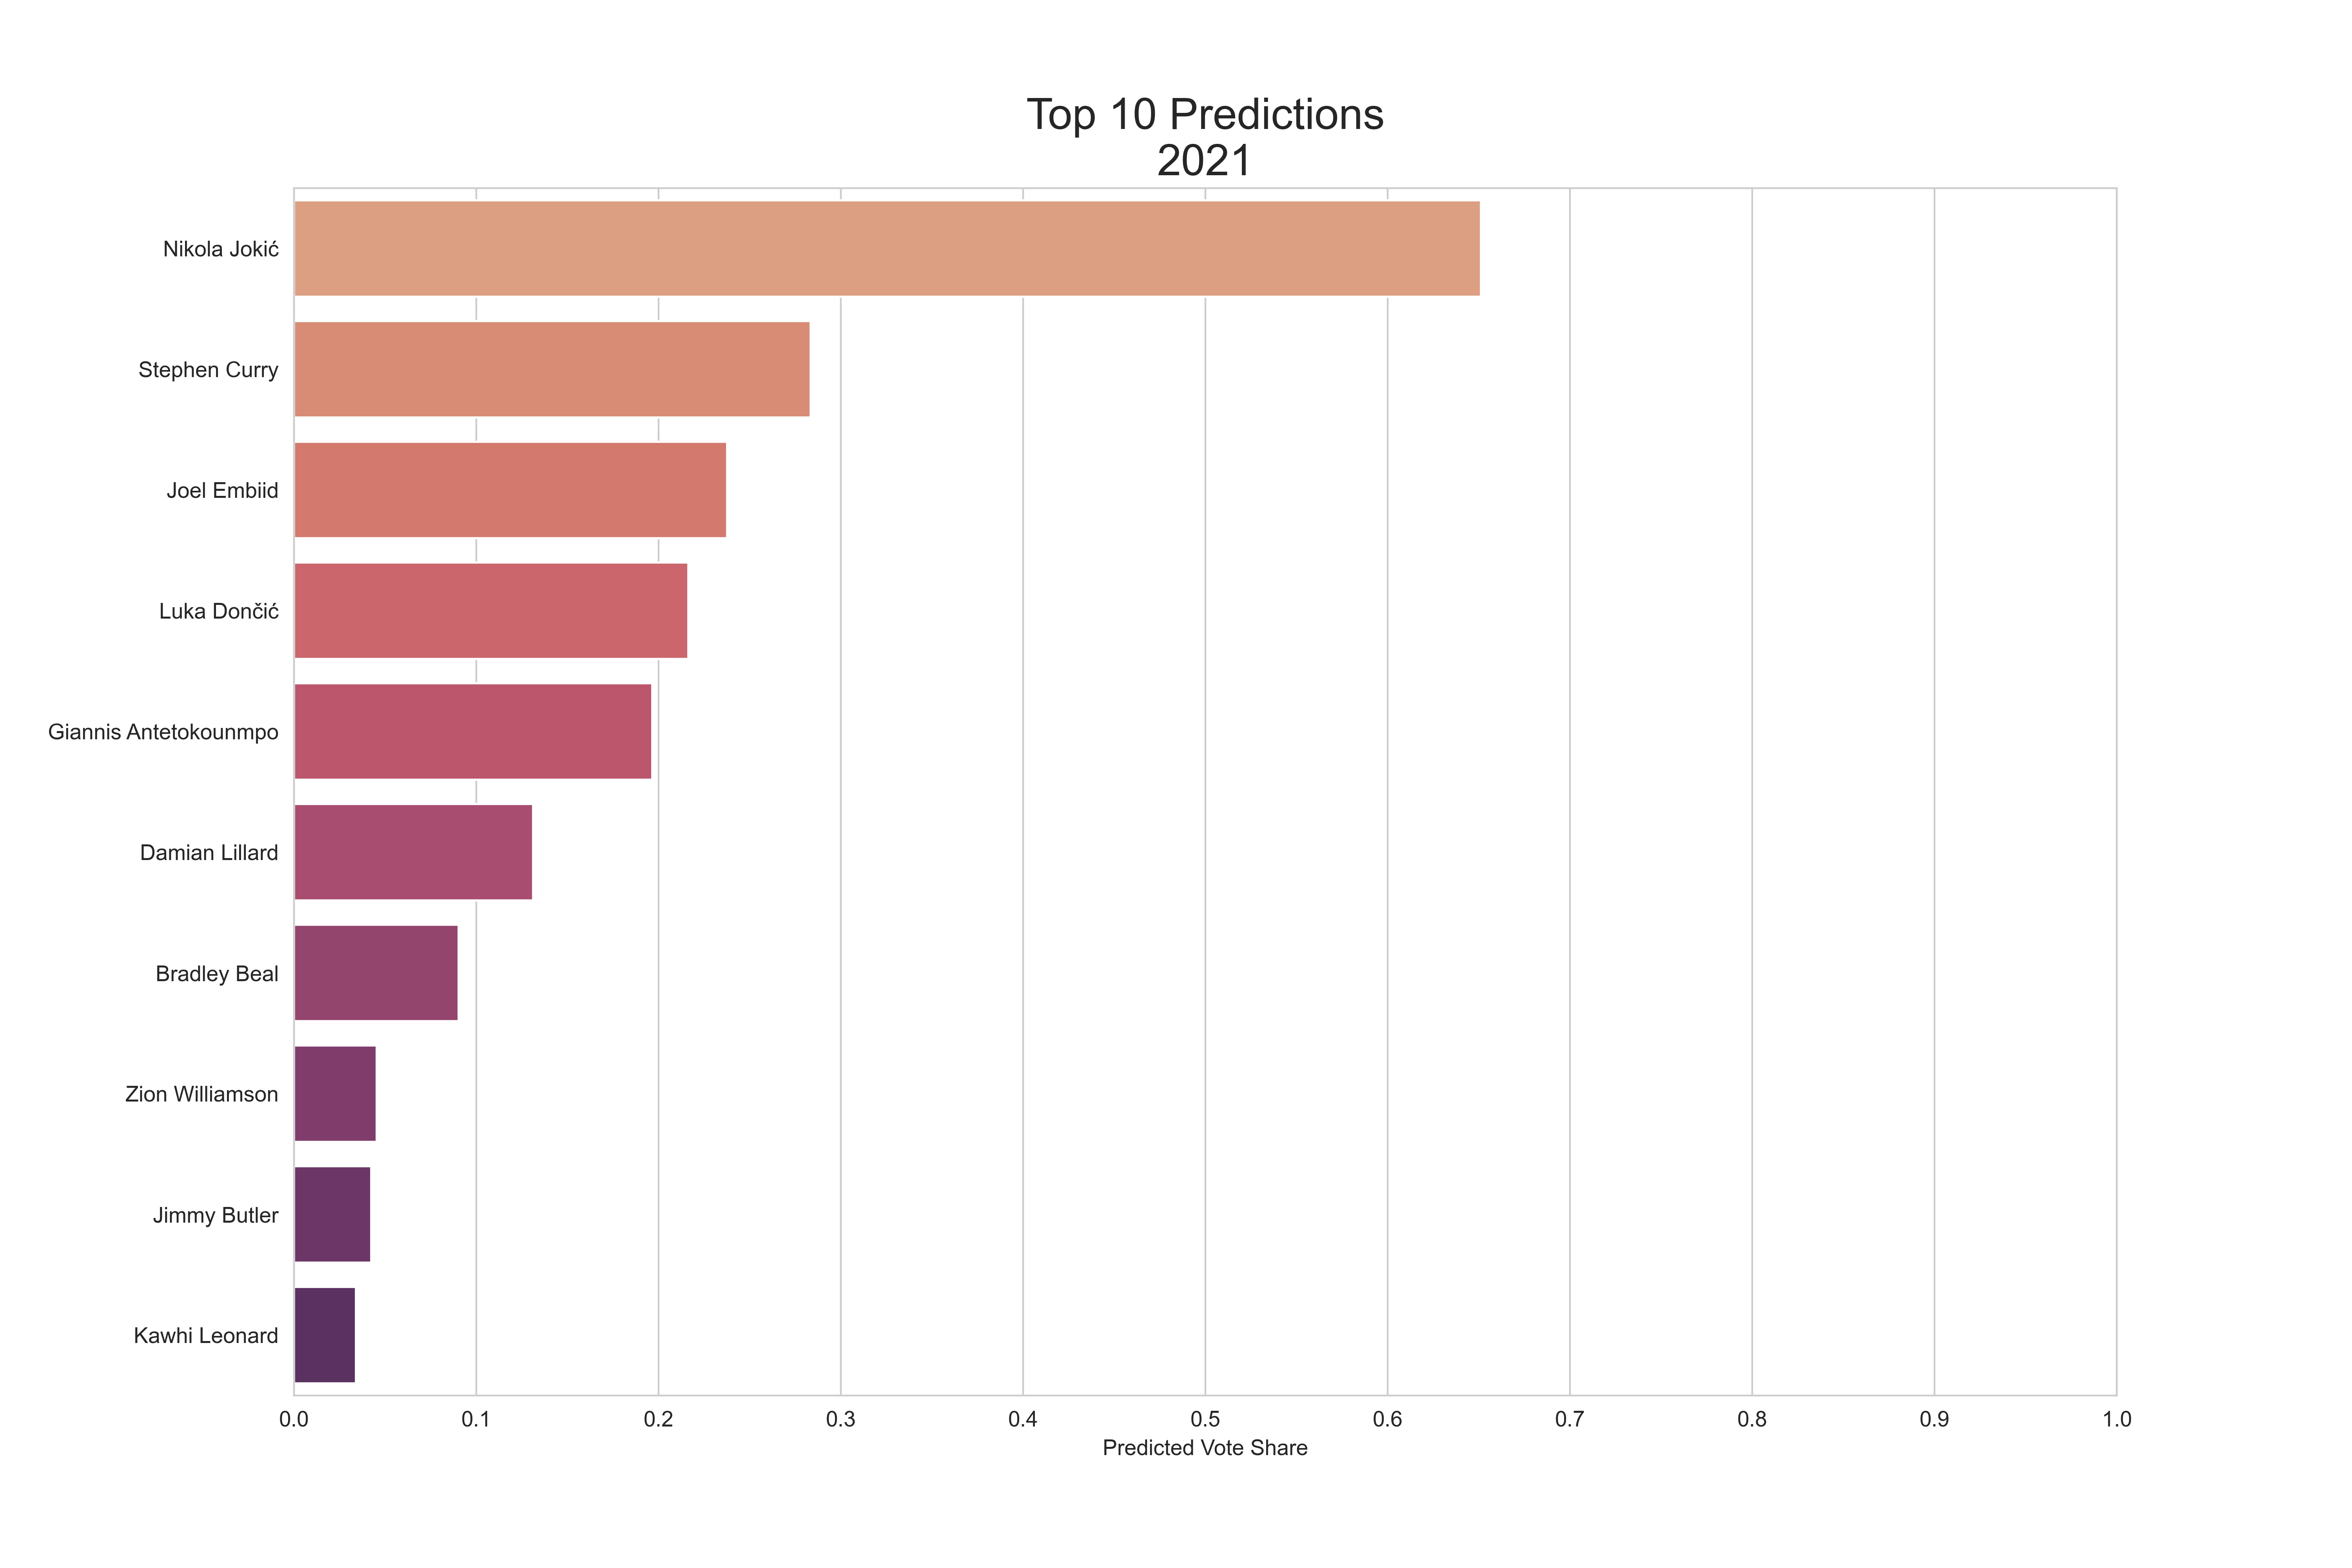 Top 10 Predictions
2021
Nikola Jokić
Stephen Curry
Joel Embiid
Luka Dončić
Giannis Antetokounmpo
Damian Lillard
Bradley Beal
Zion Williamson
Jimmy Butler
Kawhi Leonard
0.0 0.1 0.2 0.3 0.4 0.5 0.6 0.7 0.8 0.9 1.0
Predicted Vote Share